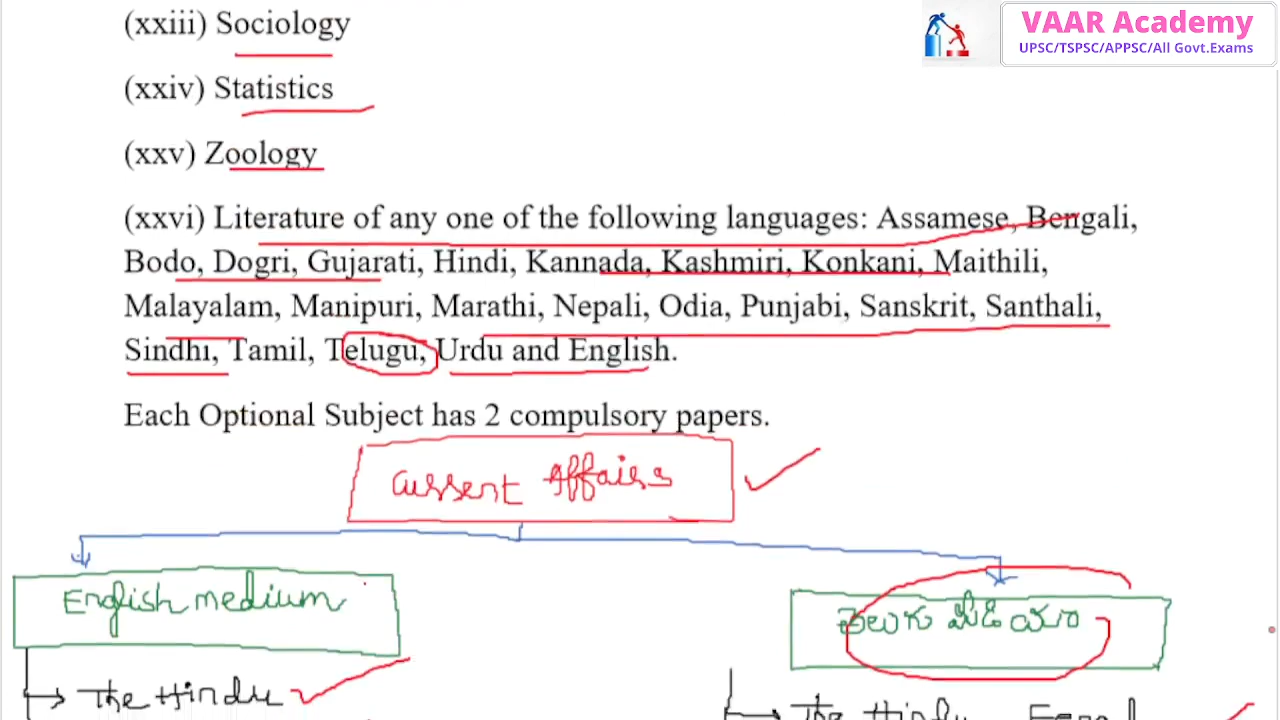 VAAR Academy
UPSC/TSPSC/APPSC/All Govt.Exams
(xxiii) Sociology
(xxiv) Statistics
(xxv) Zoology
(xxvi) Literature of any one of the following languages: Assamese, Bengali,
Bodo, Dogri, Gujarati, Hindi, Kannada, Kashmiri, Konkani, Maithili,
Malayalam, Manipuri, Marathi, Nepali, Odia, Punjabi, Sanskrit, Santhali,
Sindhi, Tamil, Telugu, Urdu and English.
Each Optional Subject has 2 compulsory papers.
Current Affairs
English medium
తెలుగు మీడియం
The Hindu
The Hindu